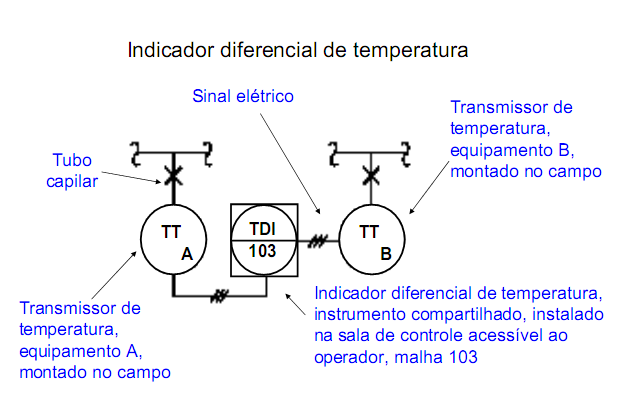 Indicador diferencial de temperatura
Sinal elétrico
Transmissor de
temperatura,
equipamento B,
montado no campo
Tubo
capilar
TT
A
TDI
103
TT
B
Transmissor de
temperatura,
equipamento A,
montado no campo
Indicador diferencial de temperatura,
instrumento compartilhado, instalado
na sala de controle acessível ao
operador, malha 103